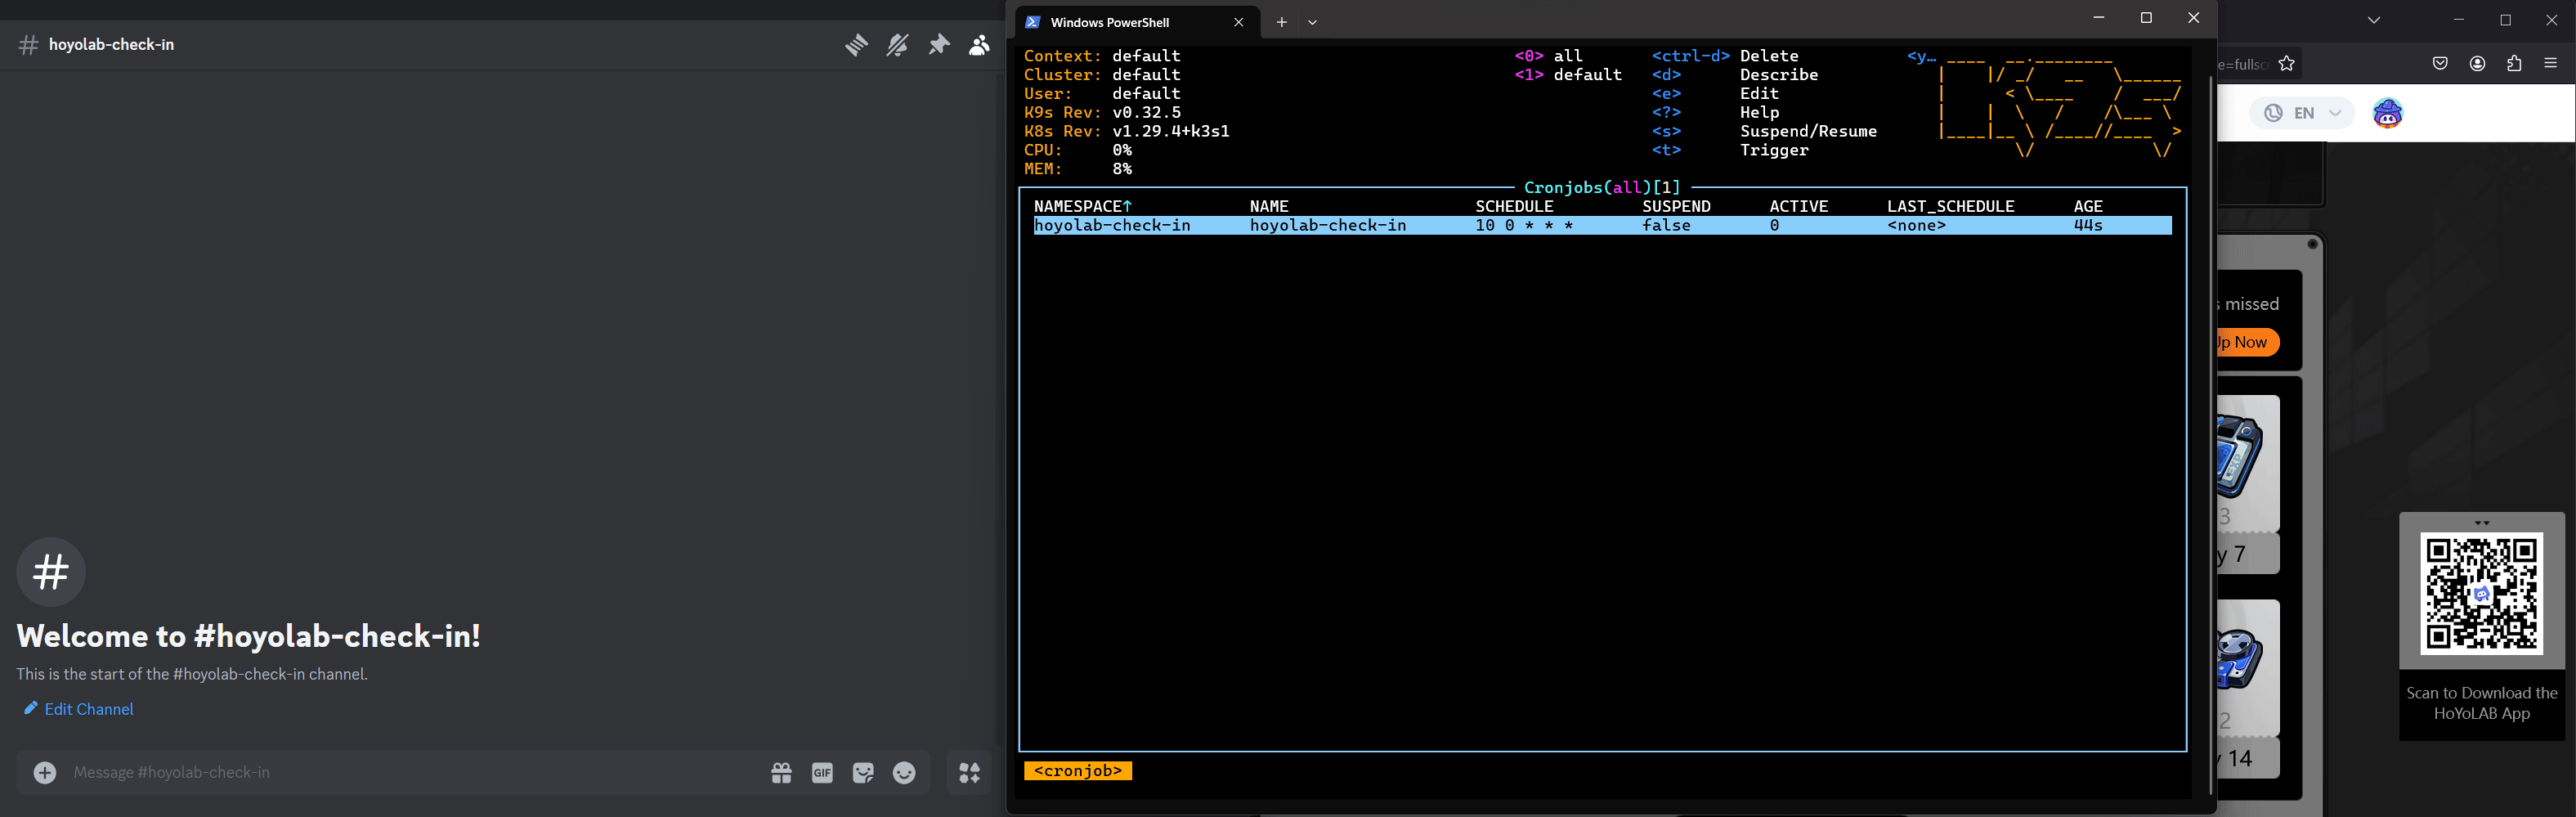 hoyolab-check-in
Welcome to #hoyolab-check-in!
This is the start of the #hoyolab-check-in channel.
Edit Channel
Message #hoyolab-check-in
GIF
Windows PowerShell
Context: default
Cluster: default
User: default
K9s Rev: v0.32.5
K8s Rev: v1.29.4+k3s1
CPU: 0%
MEM: 8%
<0> all
<1> default
<ctrl-d> Delete
<d> Describe
<e> Edit
<?> Help
<s> Suspend/Resume
<t> Trigger
<y…
Cronjobs(all)[1]
NAMESPACE↑ NAME SCHEDULE SUSPEND ACTIVE LAST_SCHEDULE AGE
hoyolab-check-in hoyolab-check-in 10 0 * * * false 0 <none> 44s
<cronjob>
e=fullsc
EN
missed
Up Now
3
y 7
2
14
Scan to Download the
HoYoLAB App